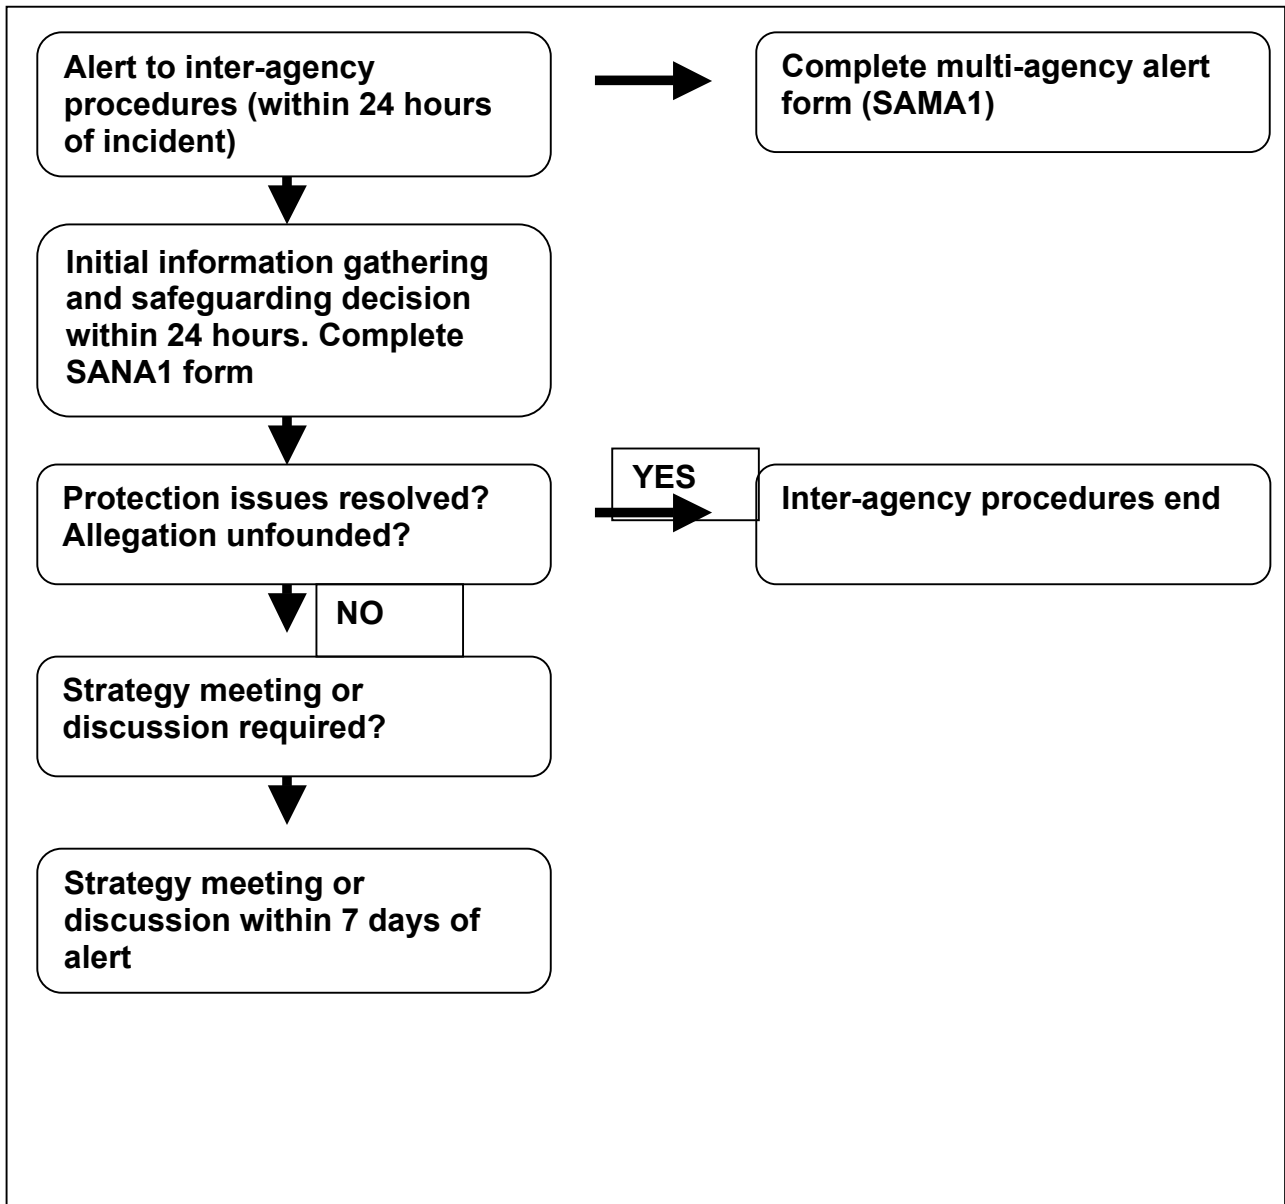 Alert to inter-agency
procedures (within 24 hours
of incident)
Complete multi-agency alert
form (SAMA1)
Initial information gathering
and safeguarding decision
within 24 hours. Complete
SANA1 form
Protection issues resolved?
Allegation unfounded?
YES
Inter-agency procedures end
NO
Strategy meeting or
discussion required?
Strategy meeting or
discussion within 7 days of
alert